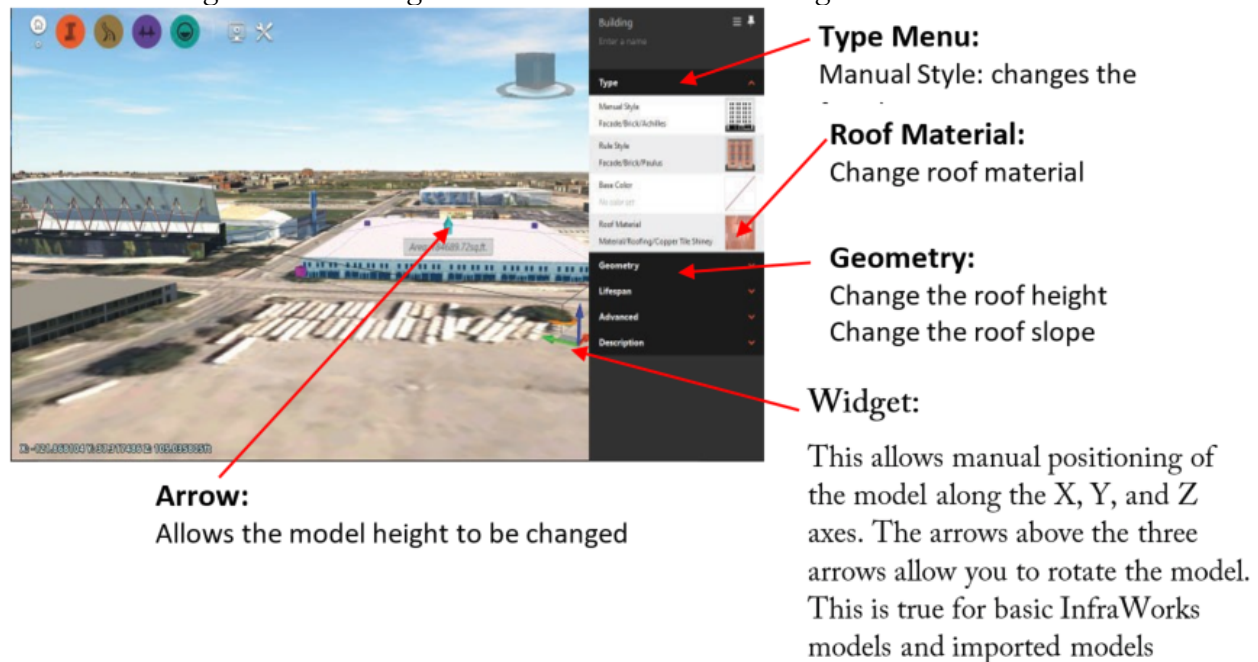 Building
Enter a name
Type
Manual Style
Facade/Brick/Achilles
Rule Style
Facade/Brick/Paulus
Base Color
No color set
Roof Material
Material/Roofing/Copper Tile Shiney
Geometry
Lifespan
Advanced
Description
84689.72sq.ft.
Type Menu:
Manual Style: changes the
Roof Material:
Change roof material
Geometry:
Change the roof height
Change the roof slope
Widget:
This allows manual positioning of
the model along the X, Y, and Z
axes. The arrows above the three
arrows allow you to rotate the model.
This is true for basic InfraWorks
models and imported models
Arrow:
Allows the model height to be changed